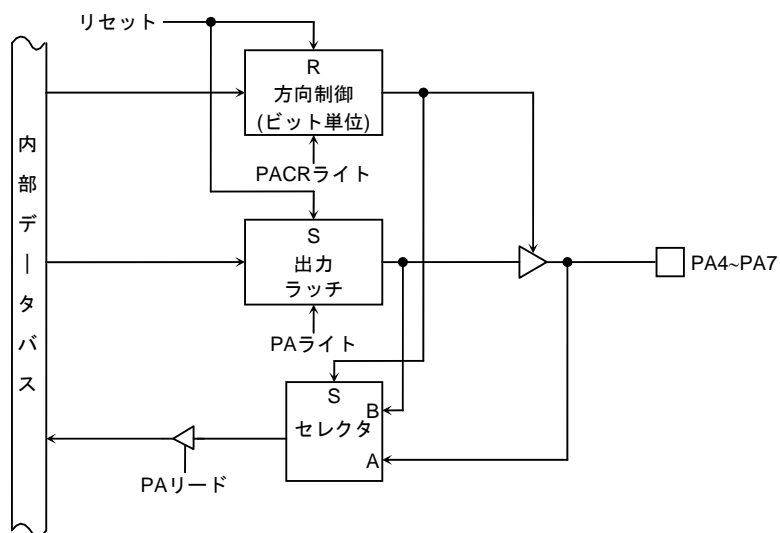 リセット
R
方向制御
(ビット単位)
PACRライト
内部データバス
S
出力
ラッチ
PA4~PA7
PAライト
S
B
セレクタ
A
PAリード